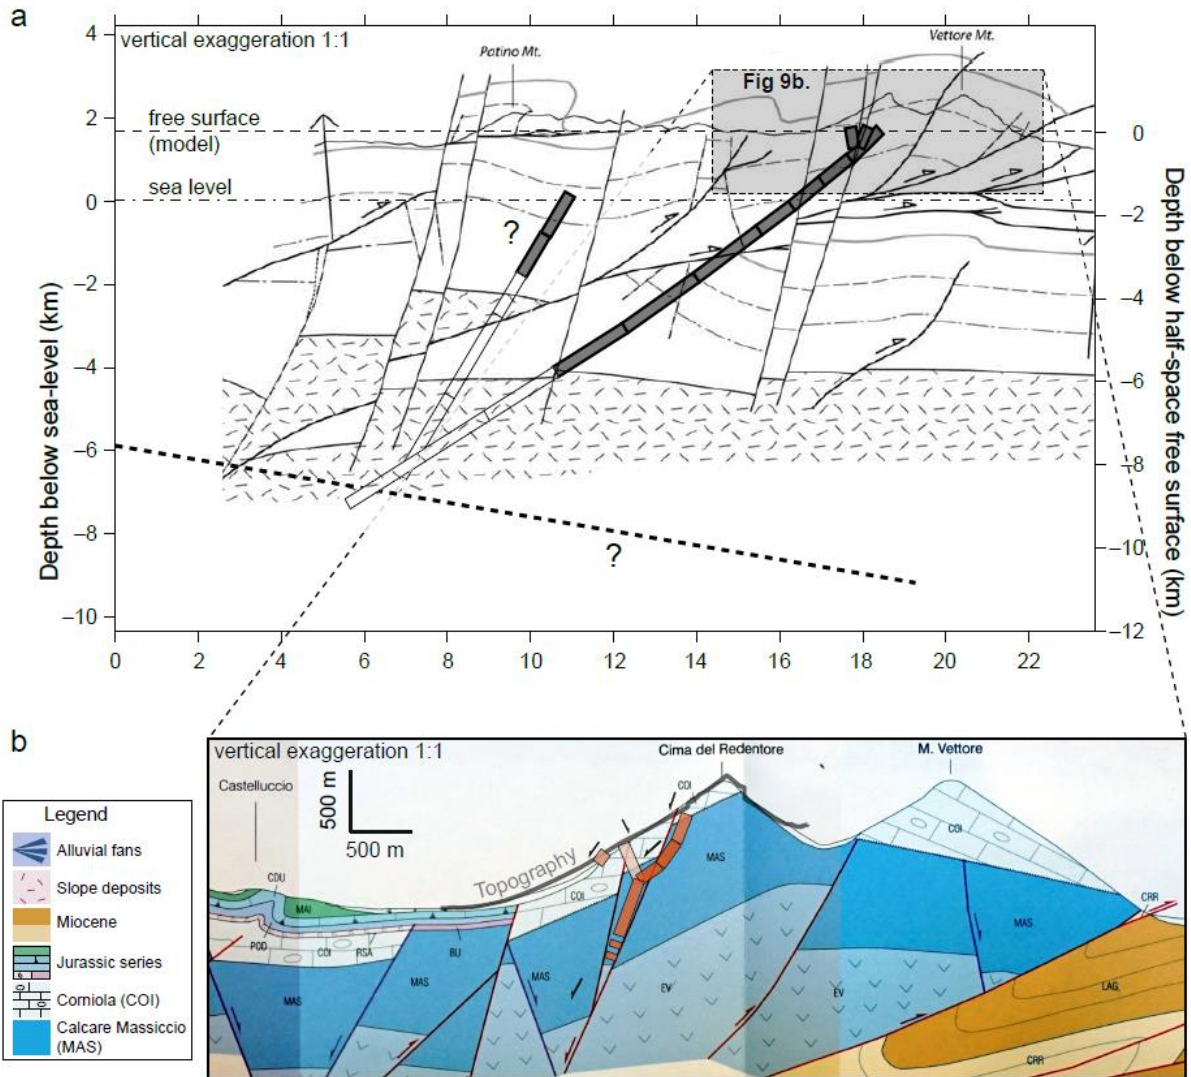 a
vertical exaggeration 1:1
Patino Mt.
Vettore Mt.
Fig 9b.
free surface
(model)
sea level
?
?
4
2
0
−2
−4
−6
−8
−10
Depth below sea-level (km)
0
−2
−4
−6
−8
−10
−12
Depth below half-space free surface (km)
0
2
4
6
8
10
12
14
16
18
20
22
b
vertical exaggeration 1:1
Castelluccio
500 m
500 m
Cima del Redentore
M. Vettore
Topography
CDU
MAI
POD
COI
RSA
BU
COI
COI
COI
MAS
MAS
MAS
MAS
MAS
EV
EV
CRR
LAG
CRR
Legend
Alluvial fans
Slope deposits
Miocene
Jurassic series
Corniola (COI)
Calcare Massiccio
(MAS)